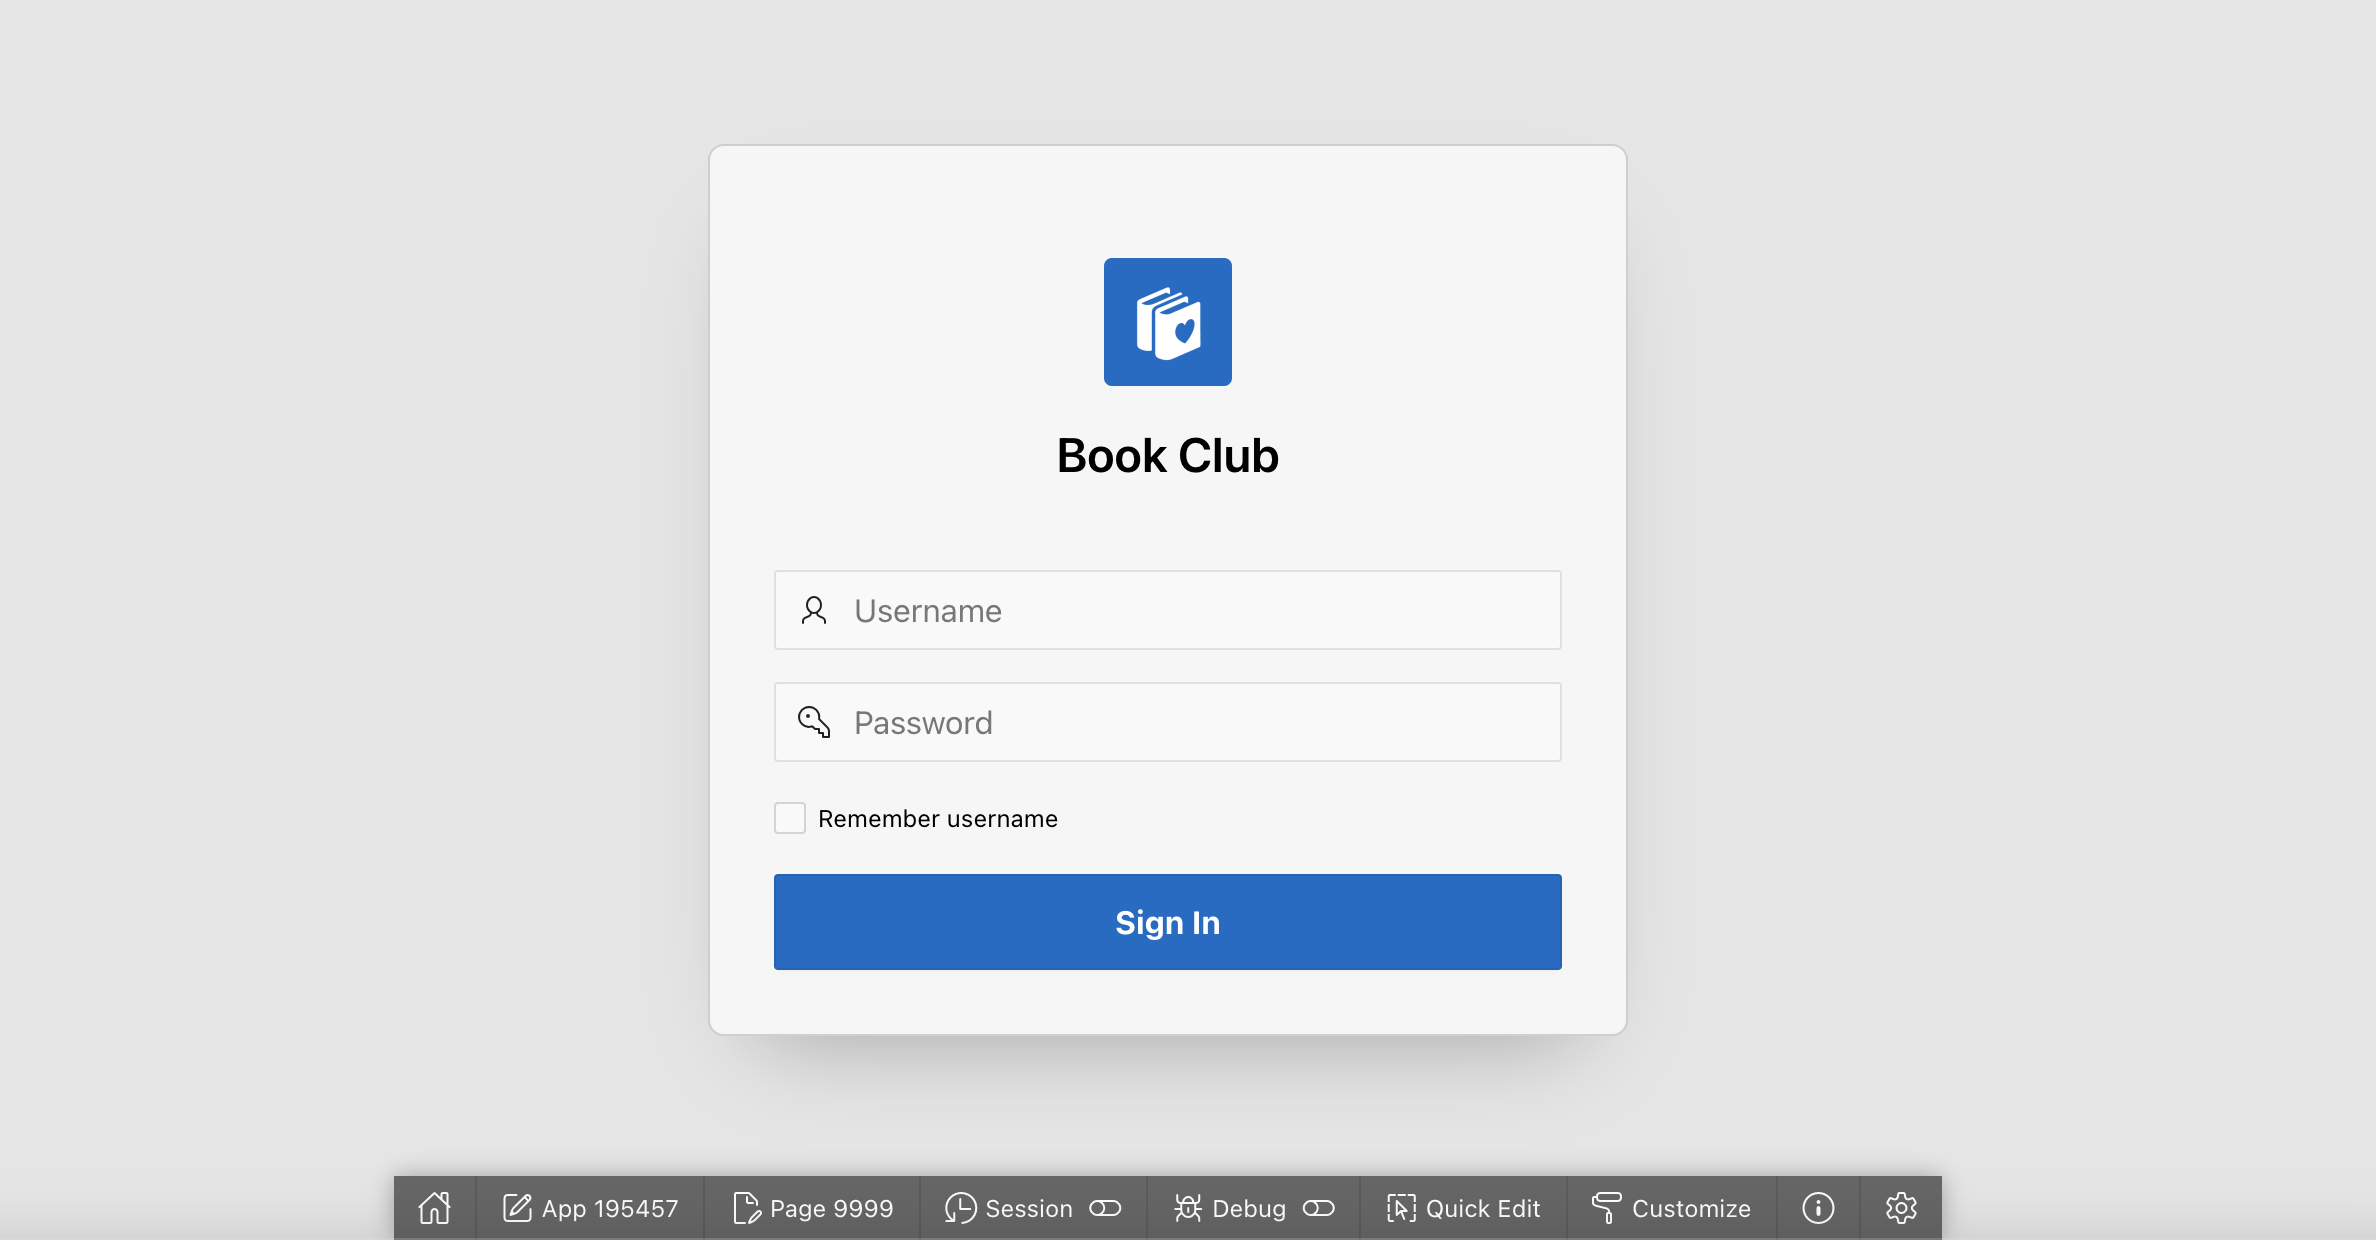 Book Club
Username
Password
Remember username
Sign In
App 195457 Page 9999 Session Debug Quick Edit Customize